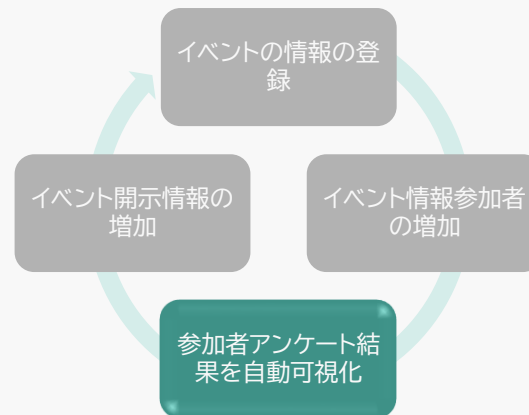 イベントの情報の登
録
イベント開示情報の
増加
イベント情報参加者
の増加
参加者アンケート結
果を自動可視化